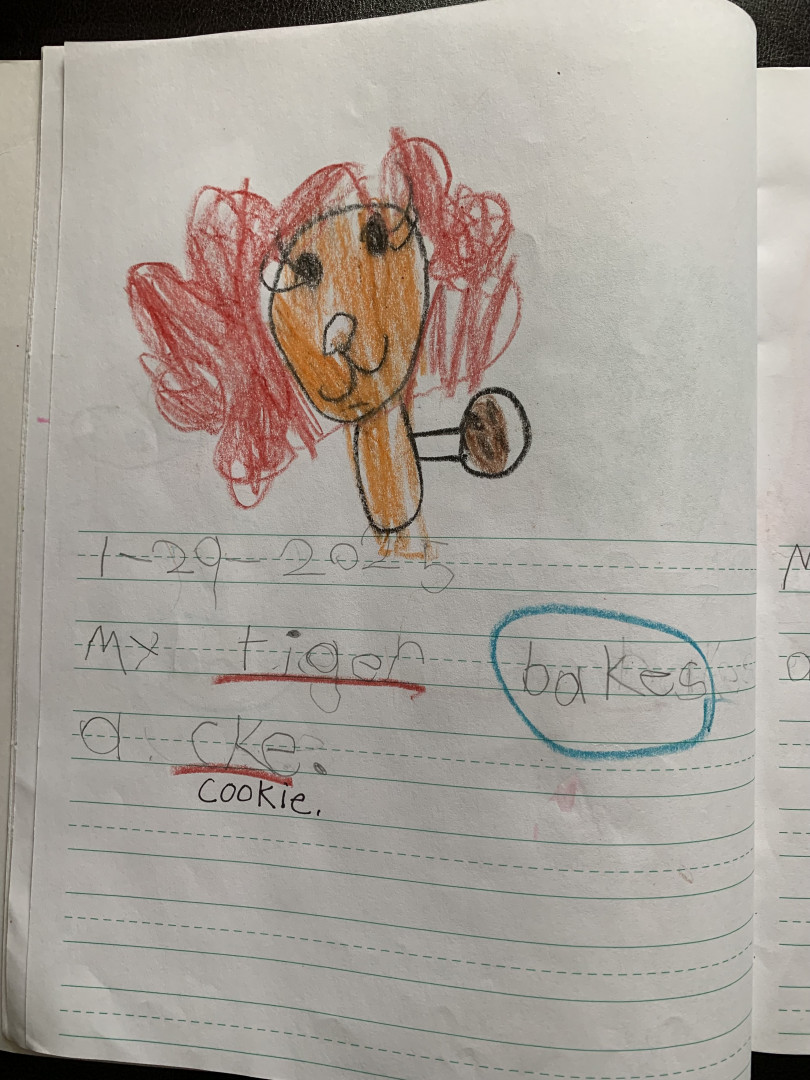 1-29-2025
My tiger bakes
a cke.
cookie.